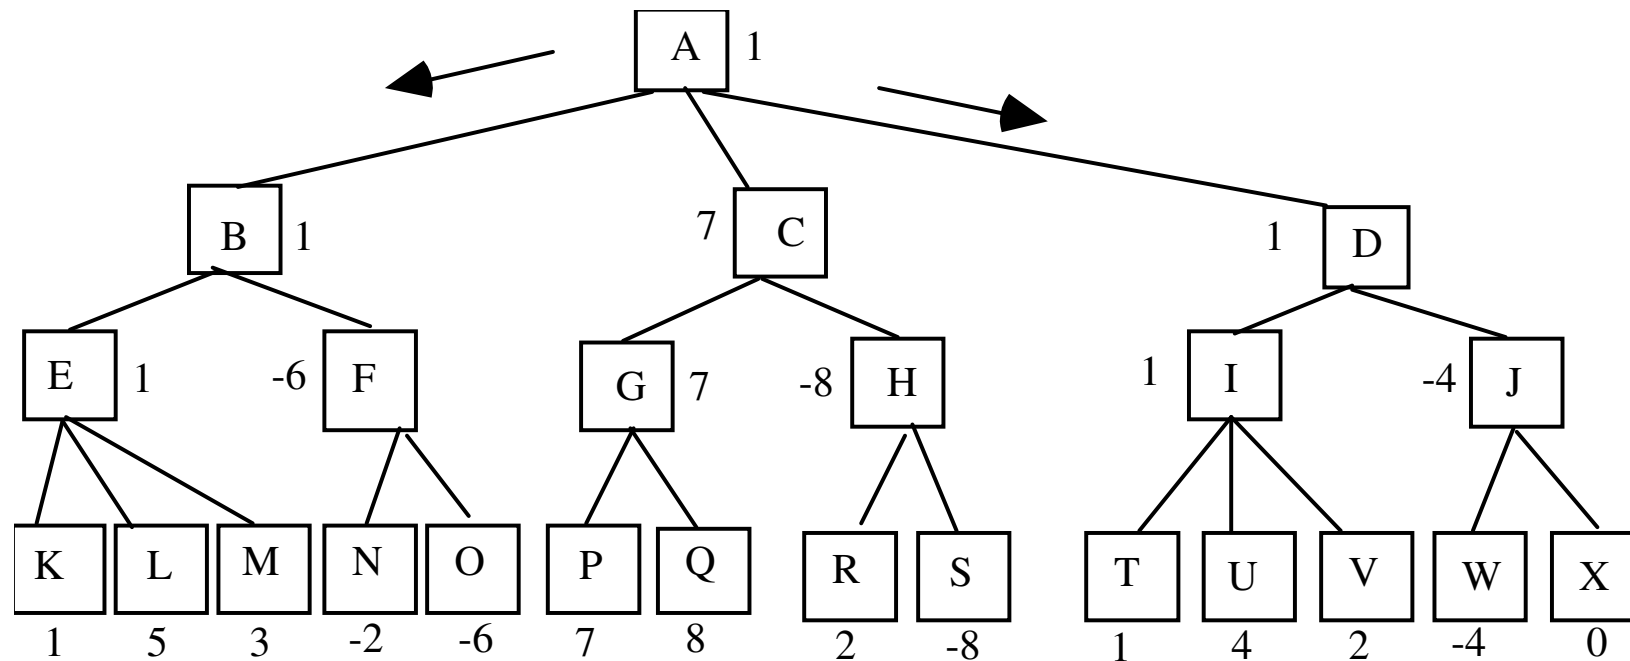 A 1
B 1
7 C
1 D
E 1
-6 F
G 7
-8 H
1 I
-4 J
K L M N O P Q R S T U V W X
1 5 3 -2 -6 7 8 2 -8 1 4 2 -4 0